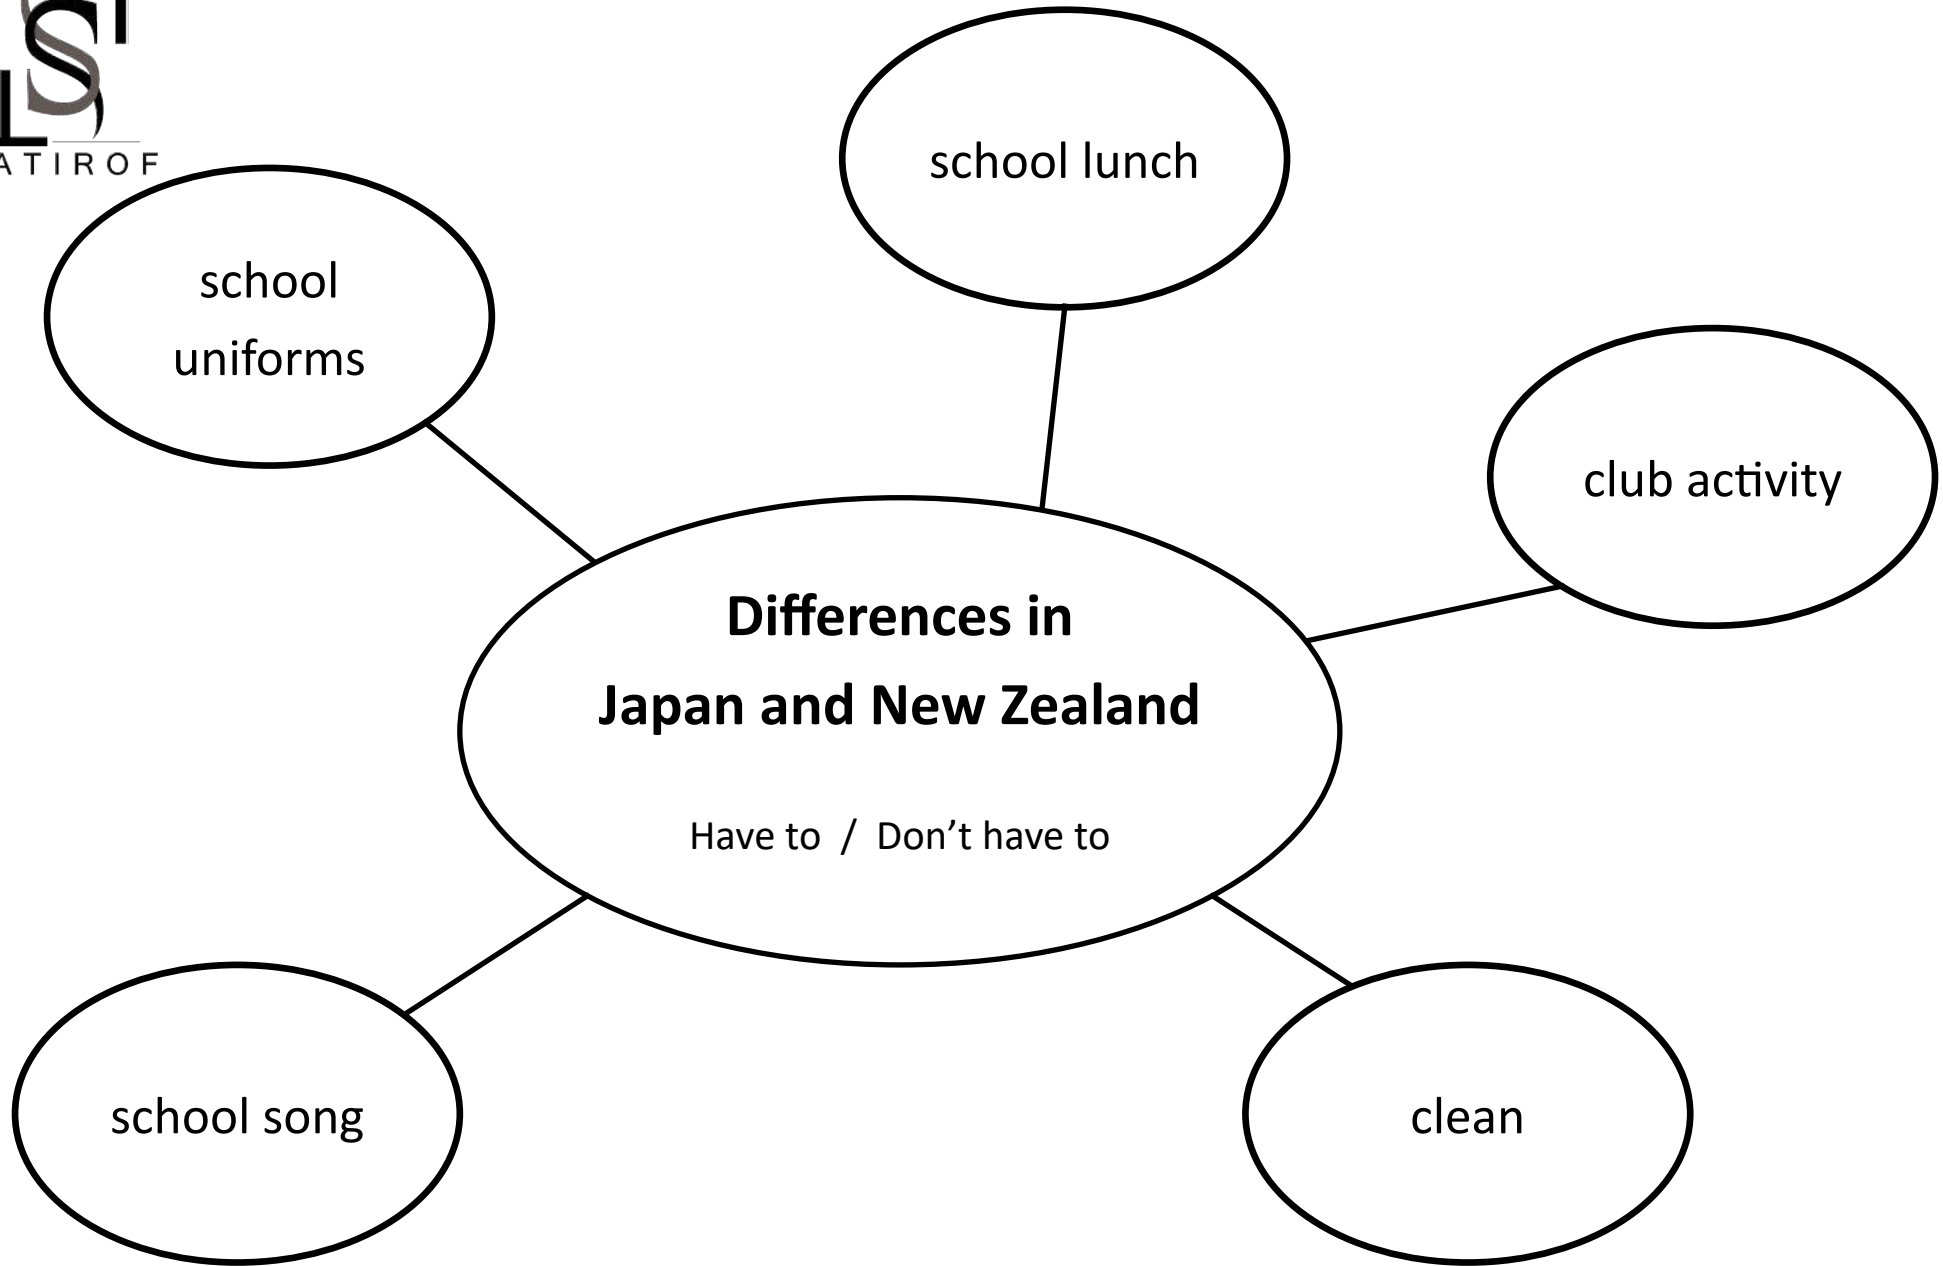 ATIROF
school lunch
school
uniforms
club activity
Differences in
Japan and New Zealand
Have to / Don’t have to
school song
clean